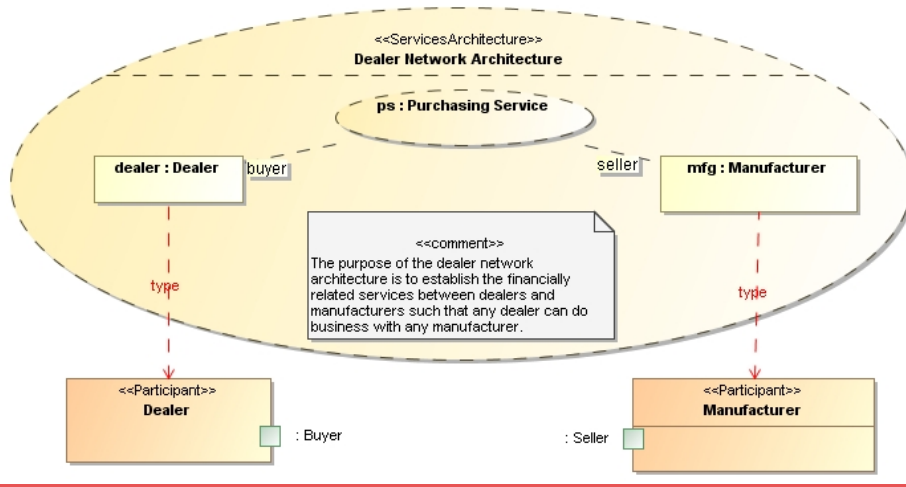 <<ServicesArchitecture>>
Dealer Network Architecture
ps : Purchasing Service
dealer : Dealer
buyer
seller
mfg : Manufacturer
<<comment>>
The purpose of the dealer network
architecture is to establish the financially
related services between dealers and
manufacturers such that any dealer can do
business with any manufacturer.
type
type
<<Participant>>
Dealer
: Buyer
: Seller
<<Participant>>
Manufacturer